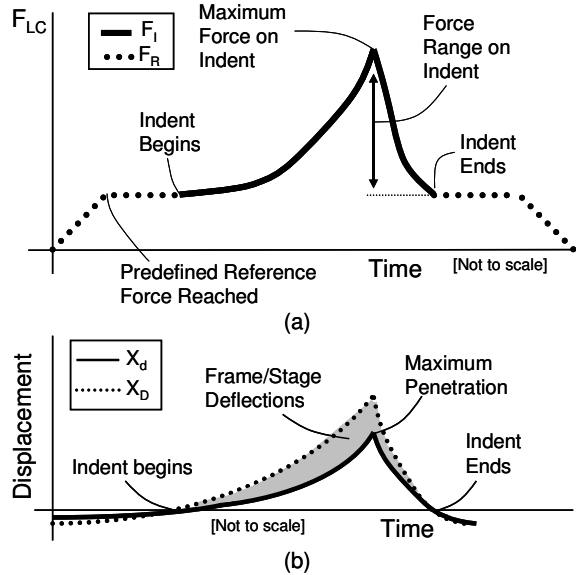 F_LC
F_I
F_R
Maximum
Force on
Indent
Force
Range on
Indent
Indent
Begins
Indent
Ends
Predefined Reference
Force Reached
Time
[Not to scale]
(a)
Displacement
X_d
X_D
Frame/Stage
Deflections
Maximum
Penetration
Indent begins
Indent
Ends
[Not to scale]
Time
(b)